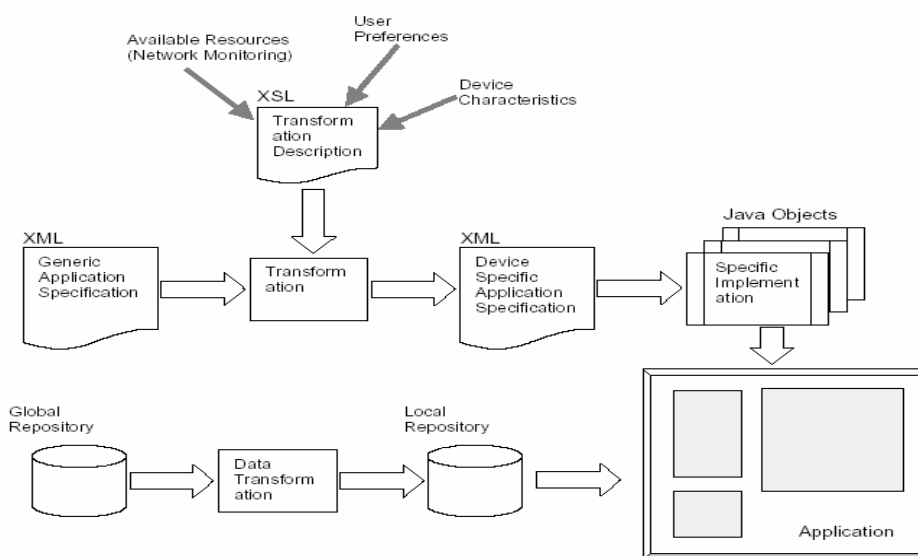 Available Resources
(Network Monitoring)
User
Preferences
Device
Characteristics
XSL
Transform
ation
Description
Java Objects
XML
Generic
Application
Specification
Transform
ation
XML
Device
Specific
Application
Specification
Specific
Implement
ation
Global
Repository
Data
Transform
ation
Local
Repository
Application